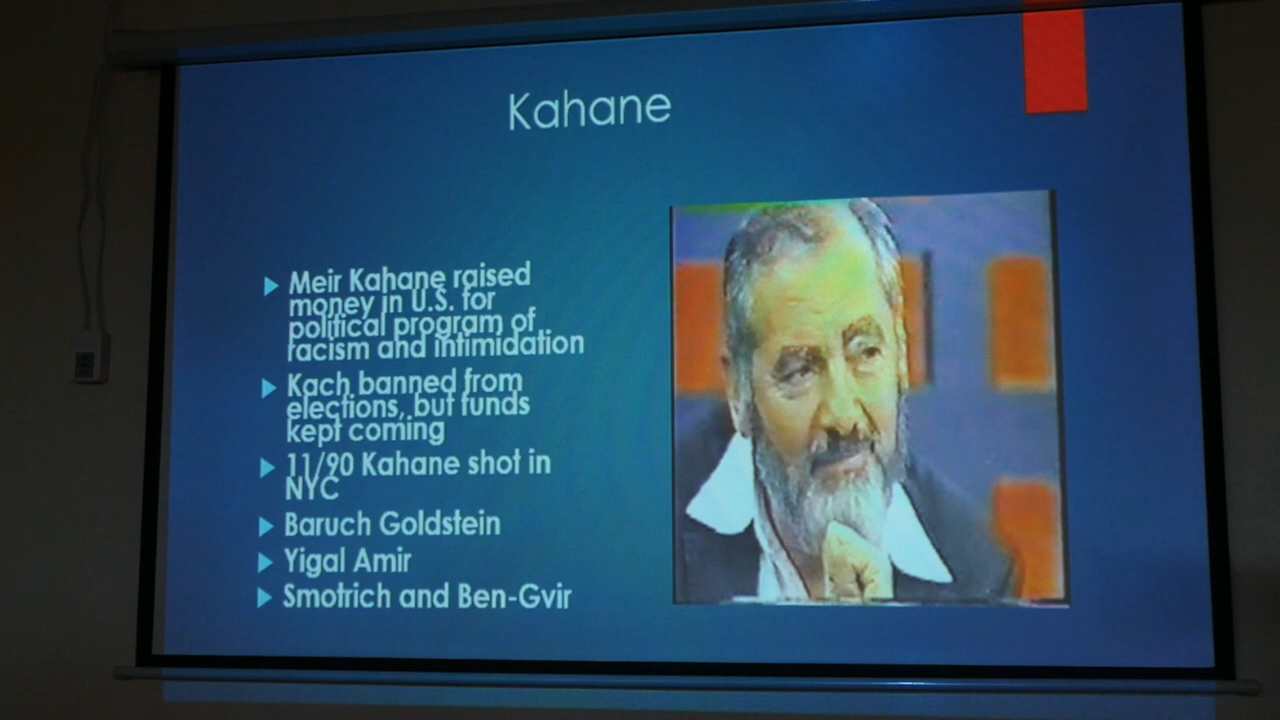 Kahane
Meir Kahane raised
money in U.S. for
political program of
racism and intimidation
Kach banned from
elections, but funds
kept coming
11/90 Kahane shot in
NYC
Baruch Goldstein
Yigal Amir
Smotrich and Ben-Gvir